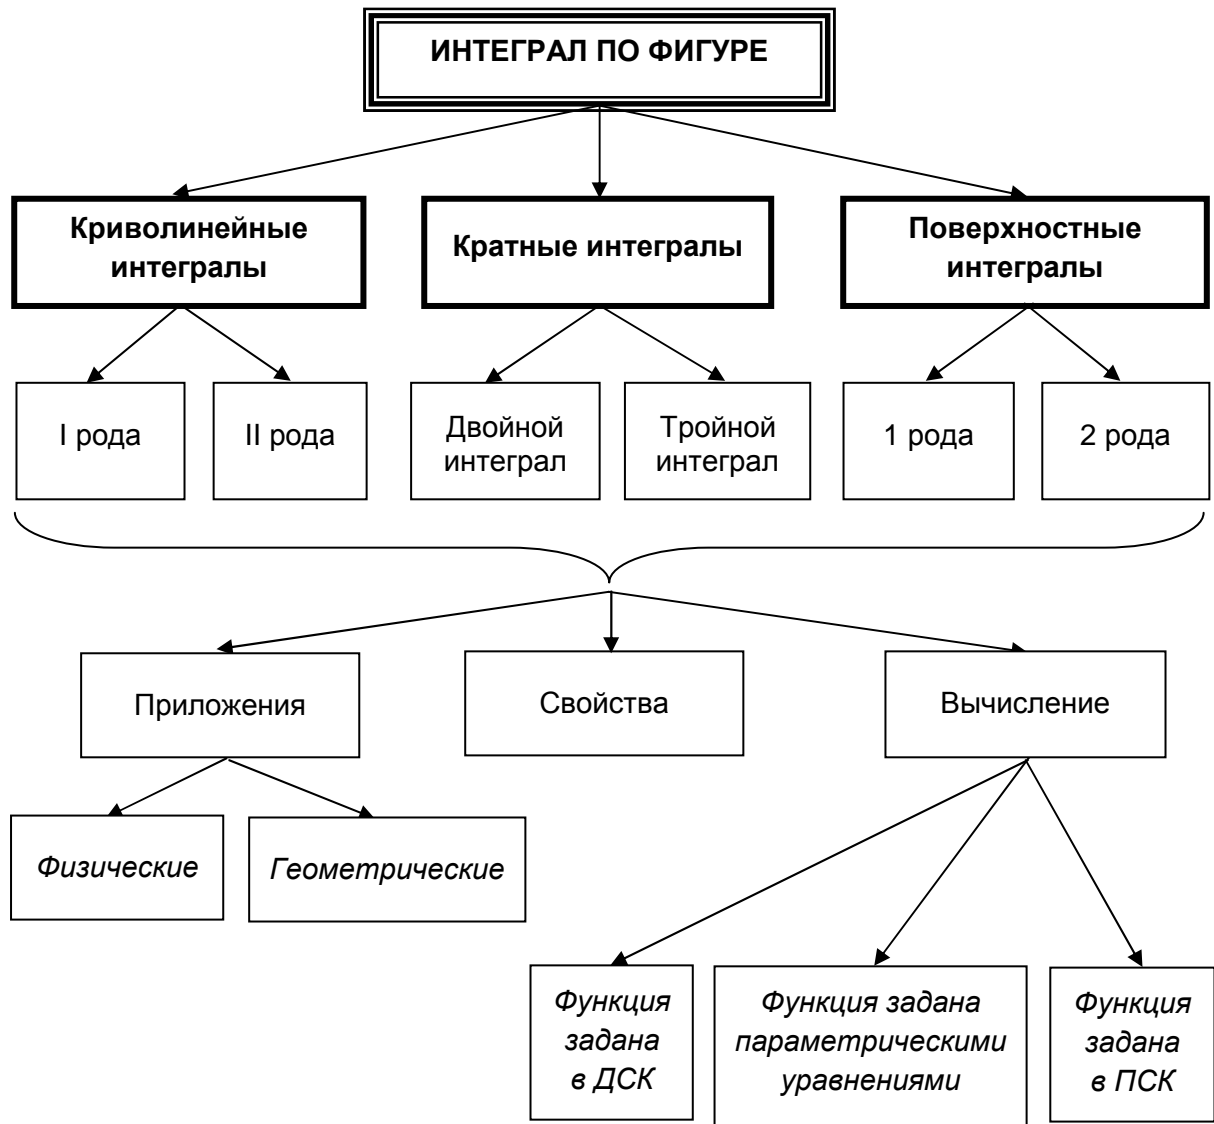 ИНТЕГРАЛ ПО ФИГУРЕ
Криволинейные
интегралы
Кратные интегралы
Поверхностные
интегралы
I рода
II рода
Двойной
интеграл
Тройной
интеграл
1 рода
2 рода
Приложения
Свойства
Вычисление
Физические
Геометрические
Функция
задана
в ДСК
Функция задана
параметрическими
уравнениями
Функция
задана
в ПСК